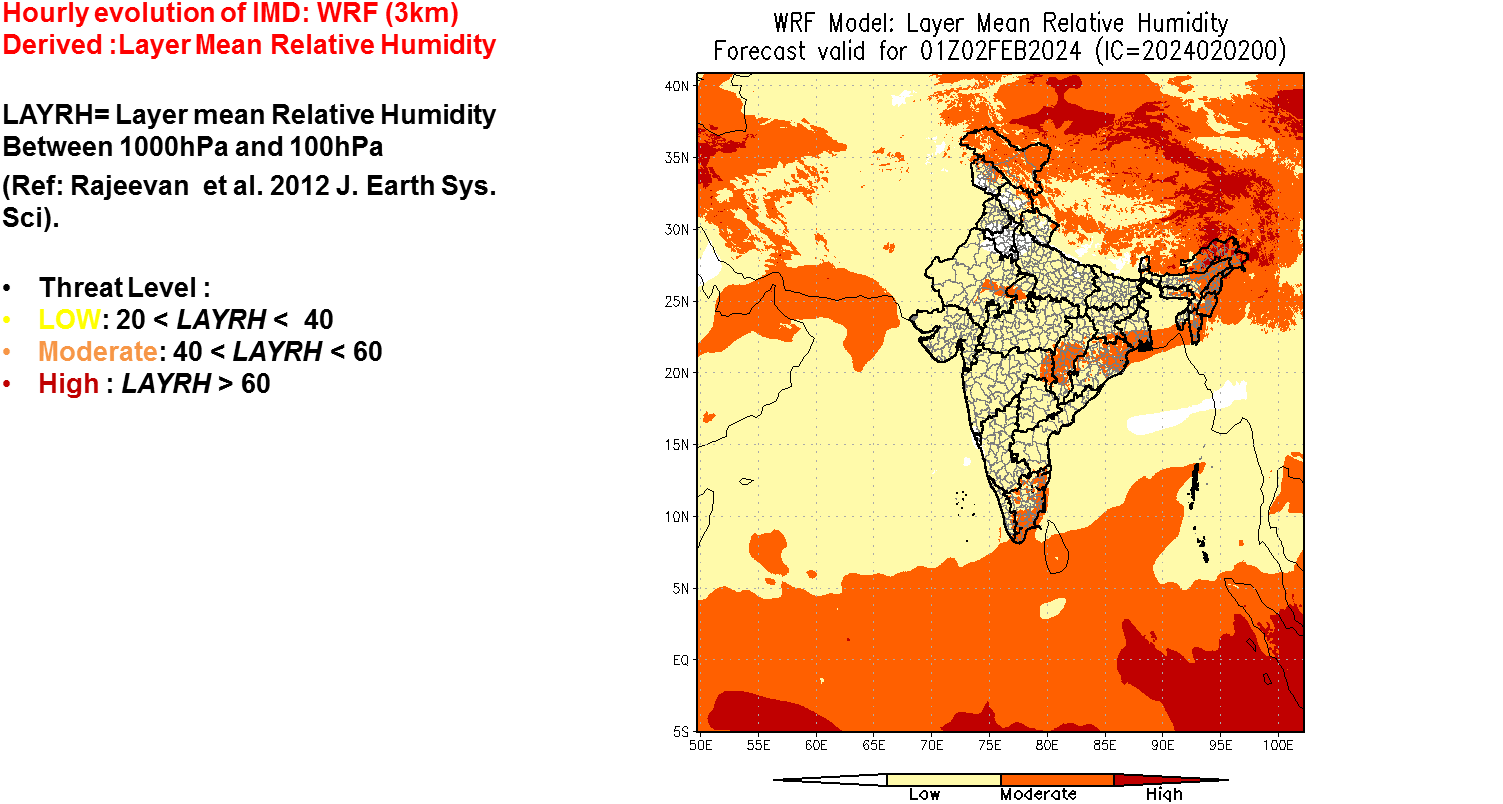 Hourly evolution of IMD: WRF (3km)
Derived :Layer Mean Relative Humidity
LAYRH= Layer mean Relative Humidity
Between 1000hPa and 100hPa
(Ref: Rajeevan et al. 2012 J. Earth Sys.
Sci).
• Threat Level :
• LOW: 20 < LAYRH < 40
• Moderate: 40 < LAYRH < 60
• High : LAYRH > 60
WRF Model: Layer Mean Relative Humidity
Forecast valid for 01Z02FEB2024 (IC=2024020200)
40N
35N
30N
25N
20N
15N
10N
5N
EQ
5S
50E 55E 60E 65E 70E 75E 80E 85E 90E 95E 100E
Low Moderate High